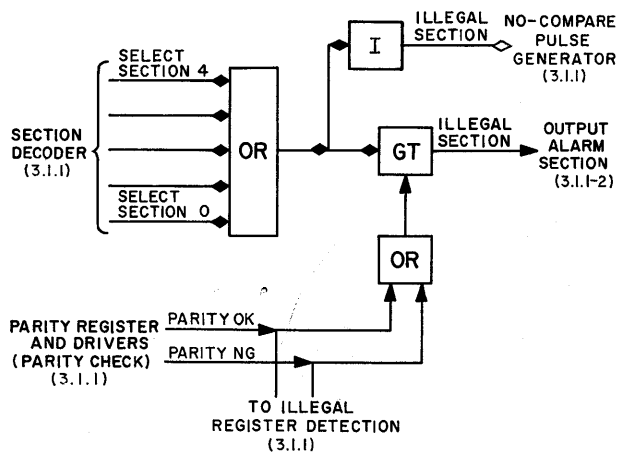 SELECT
SECTION 4
SECTION
DECODER
(3.1.1)
SELECT
SECTION 0
OR
I
ILLEGAL
SECTION
NO-COMPARE
PULSE
GENERATOR
(3.1.1)
GT
ILLEGAL
SECTION
OUTPUT
ALARM
SECTION
(3.1.1-2)
OR
PARITY REGISTER
AND DRIVERS
(PARITY CHECK)
(3.1.1)
PARITY OK
PARITY NG
TO ILLEGAL
REGISTER DETECTION
(3.1.1)